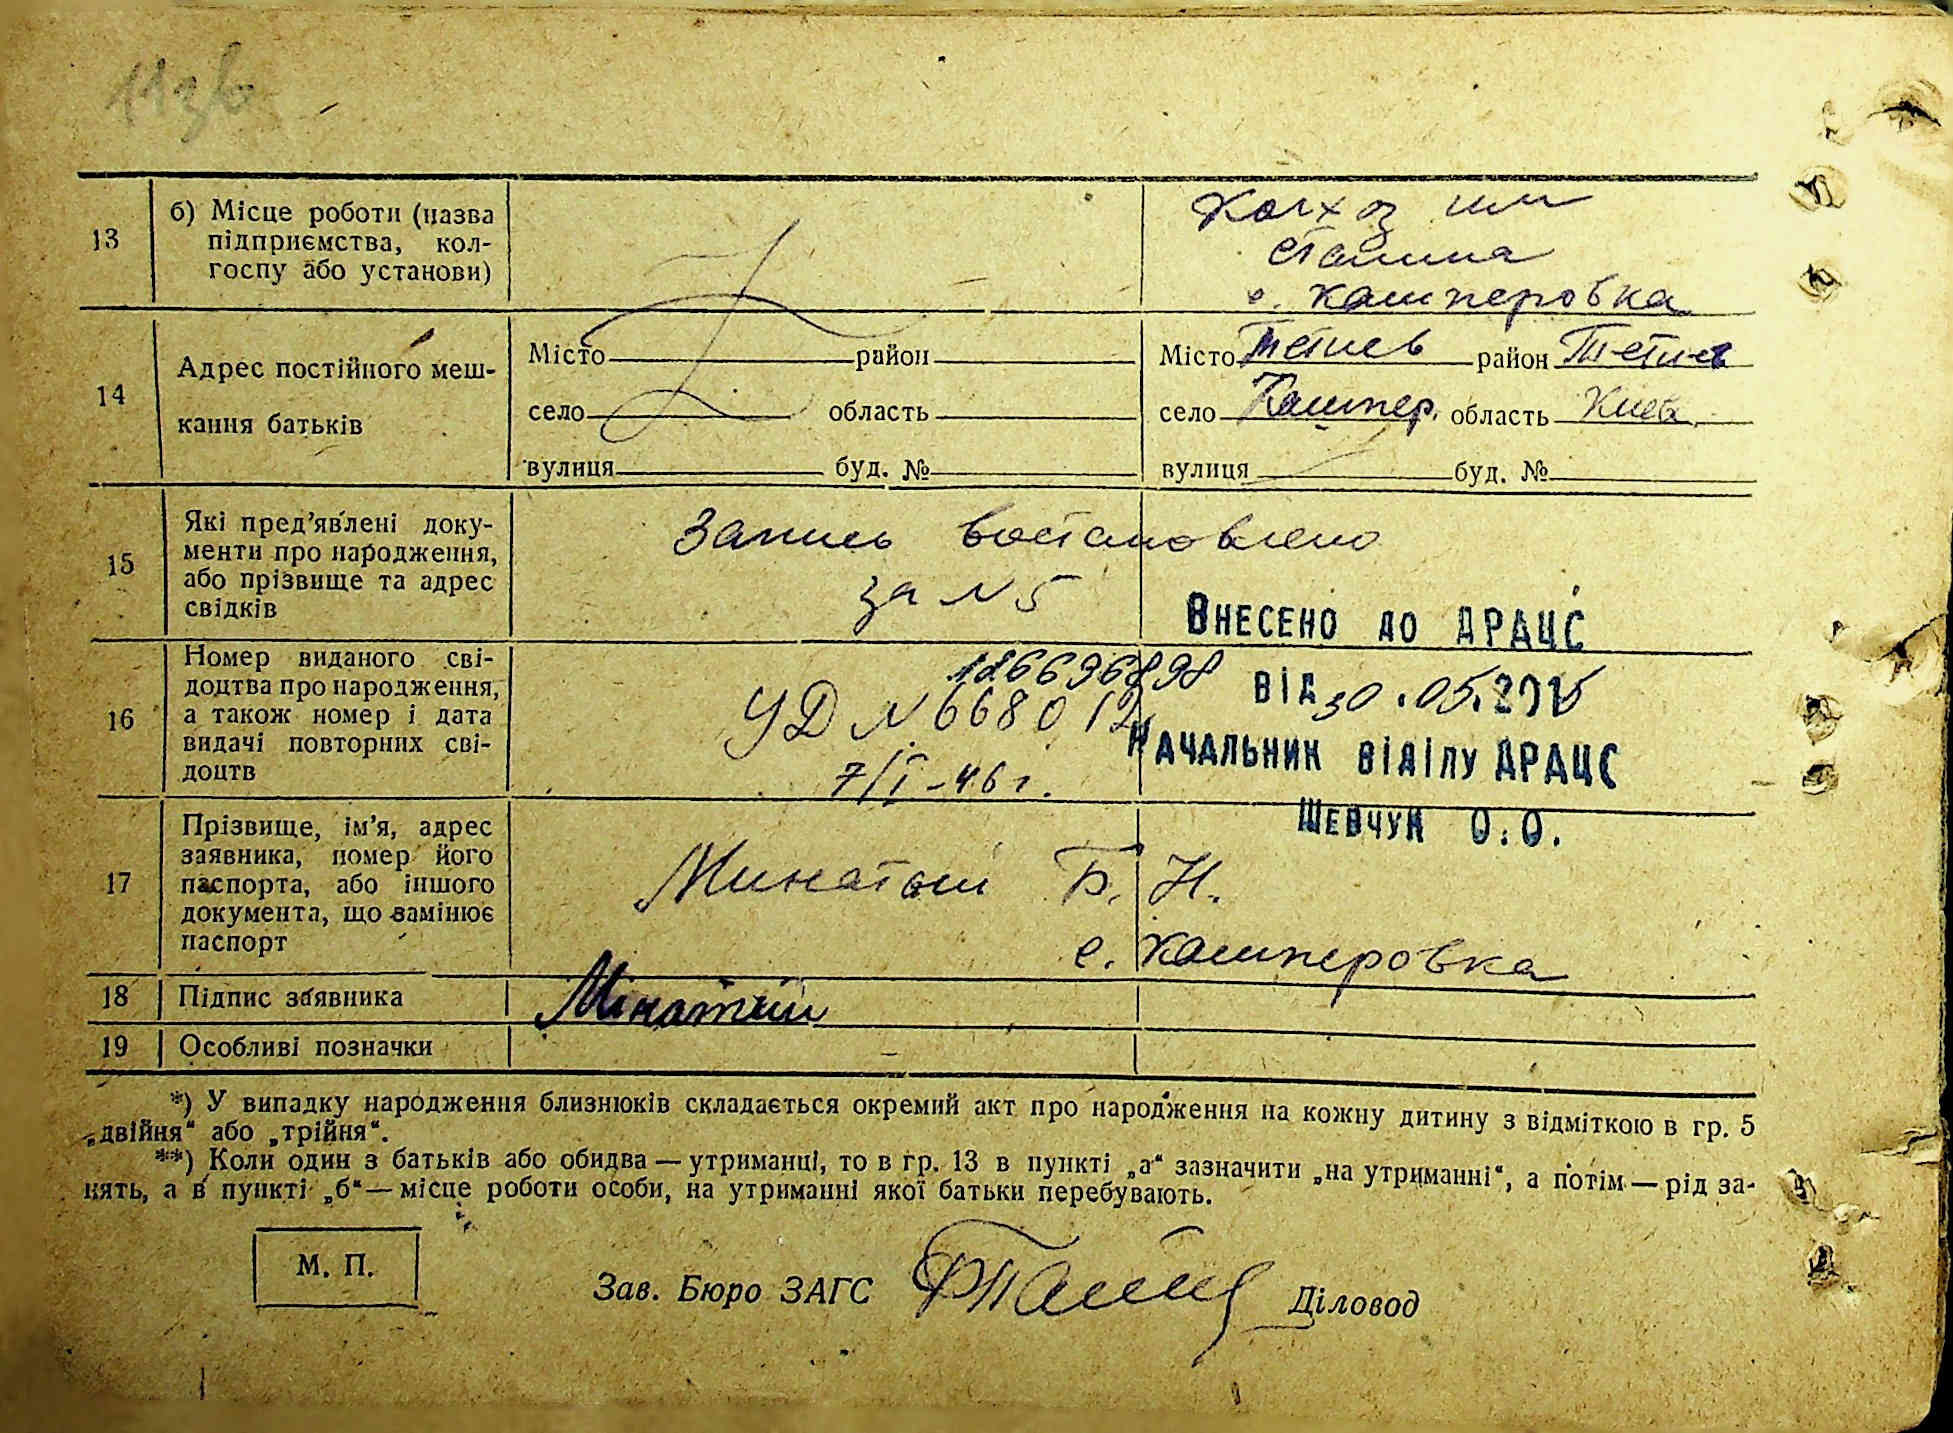 11зв
13
б) Місце роботи (назва
підприємства, кол-
госпу або установи)
Колхоз им
Сталина
с. Кашперовка
14
Адрес постійного меш-
кання батьків
Місто район
село область
вулиця буд. №
Місто Тетиев район Тетиев
село Кашпер. область Киев.
вулиця буд. №
15
Які пред'явлені доку-
менти про народження,
або прізвище та адрес
свідків
Запись востановлено
за N 5
16
Номер виданого сві-
доцтва про народження,
а також номер і дата
видачі повторних сві-
доцтв
1266696898
УД N 668012
7/I-46 г.
Внесено до ДРАЦС
від 30.05.2015
Начальник відділу ДРАЦС
Шевчук О.О.
17
Прізвище, ім'я, адрес
заявника, номер його
паспорта, або іншого
документа, що замінює
паспорт
Минатый Б. Н.
с. Кашперовка
18
Підпис заявника
Мінатий
19
Особливі позначки
*) У випадку народження близнюків складається окремий акт про народження на кожну дитину з відміткою в гр. 5
„двійня“ або „трійня“.
**) Коли один з батьків або обидва — утриманці, то в гр. 13 в пункті „а“ зазначити „на утриманні“, а потім — рід за-
нять, а в пункті „б“ — місце роботи особи, на утриманні якої батьки перебувають.
М. П.
Зав. Бюро ЗАГС
Діловод